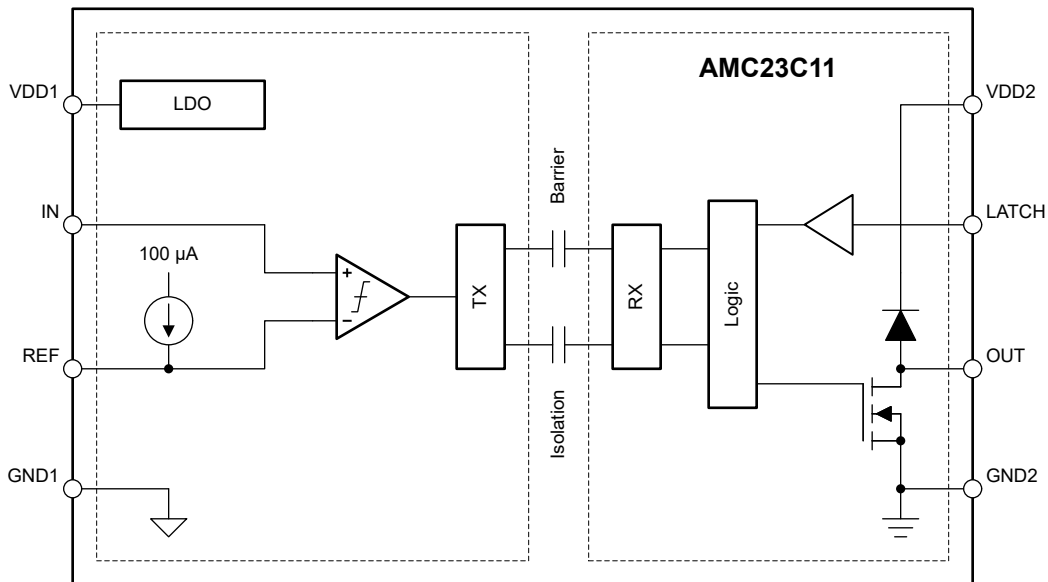 AMC23C11
VDD1
LDO
VDD2
IN
Barrier
LATCH
100 µA
+
−
TX
RX
Logic
REF
OUT
Isolation
GND1
GND2